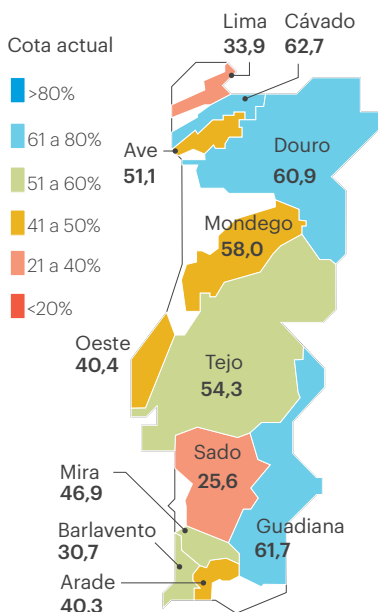 Cota actual
>80%
61 a 80%
51 a 60%
41 a 50%
21 a 40%
<20%
Lima
33,9
Cávado
62,7
Ave
51,1
Douro
60,9
Mondego
58,0
Oeste
40,4
Tejo
54,3
Sado
25,6
Mira
46,9
Guadiana
61,7
Barlavento
30,7
Arade
40,3